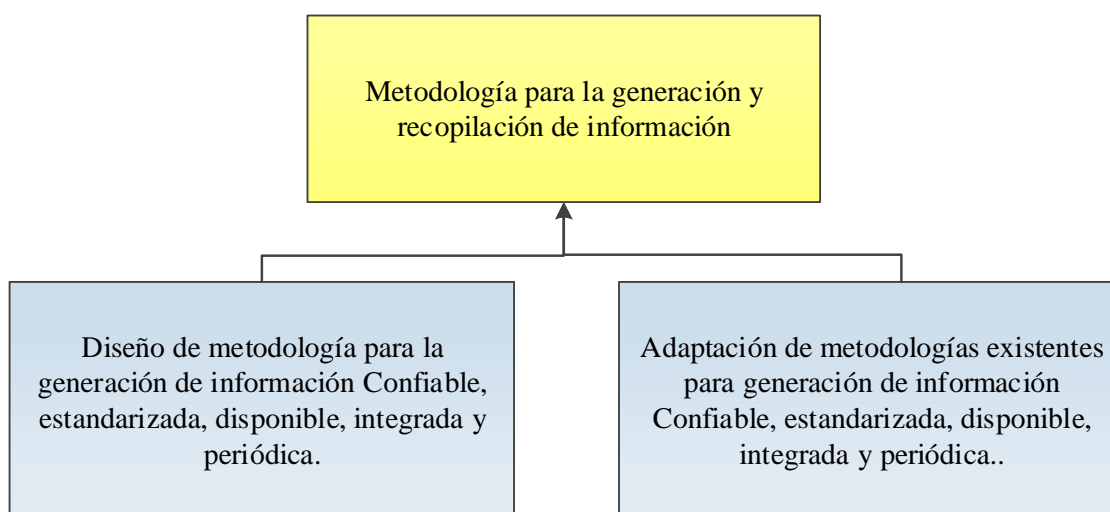 Metodología para la generación y
recopilación de información
Diseño de metodología para la
generación de información Confiable,
estandarizada, disponible, integrada y
periódica.
Adaptación de metodologías existentes
para generación de información
Confiable, estandarizada, disponible,
integrada y periódica..